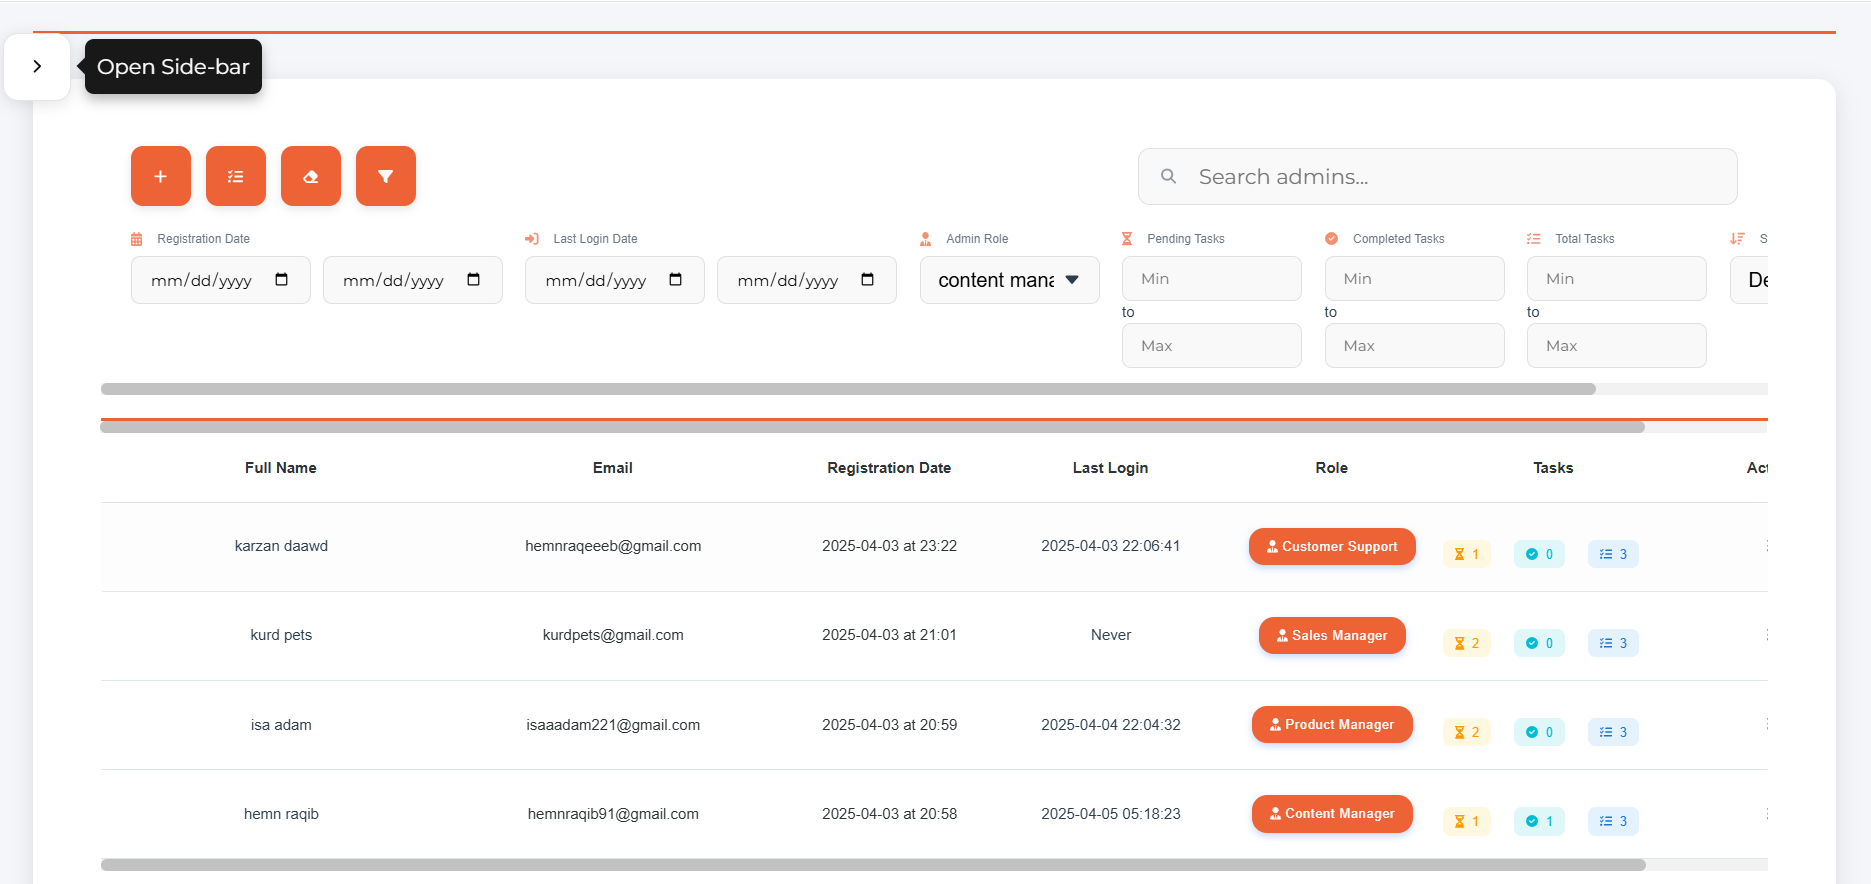 Open Side-bar
Search admins...
Registration Date
Last Login Date
Admin Role
Pending Tasks
Completed Tasks
Total Tasks
S
mm/dd/yyyy mm/dd/yyyy mm/dd/yyyy mm/dd/yyyy content mana Min Min Min De
to to to
Max Max Max
Full Name Email Registration Date Last Login Role Tasks Act
karzan daawd hemnraqeeeb@gmail.com 2025-04-03 at 23:22 2025-04-03 22:06:41 Customer Support 1 0 3
kurd pets kurdpets@gmail.com 2025-04-03 at 21:01 Never Sales Manager 2 0 3
isa adam isaaadam221@gmail.com 2025-04-03 at 20:59 2025-04-04 22:04:32 Product Manager 2 0 3
hemn raqib hemnraqib91@gmail.com 2025-04-03 at 20:58 2025-04-05 05:18:23 Content Manager 1 1 3